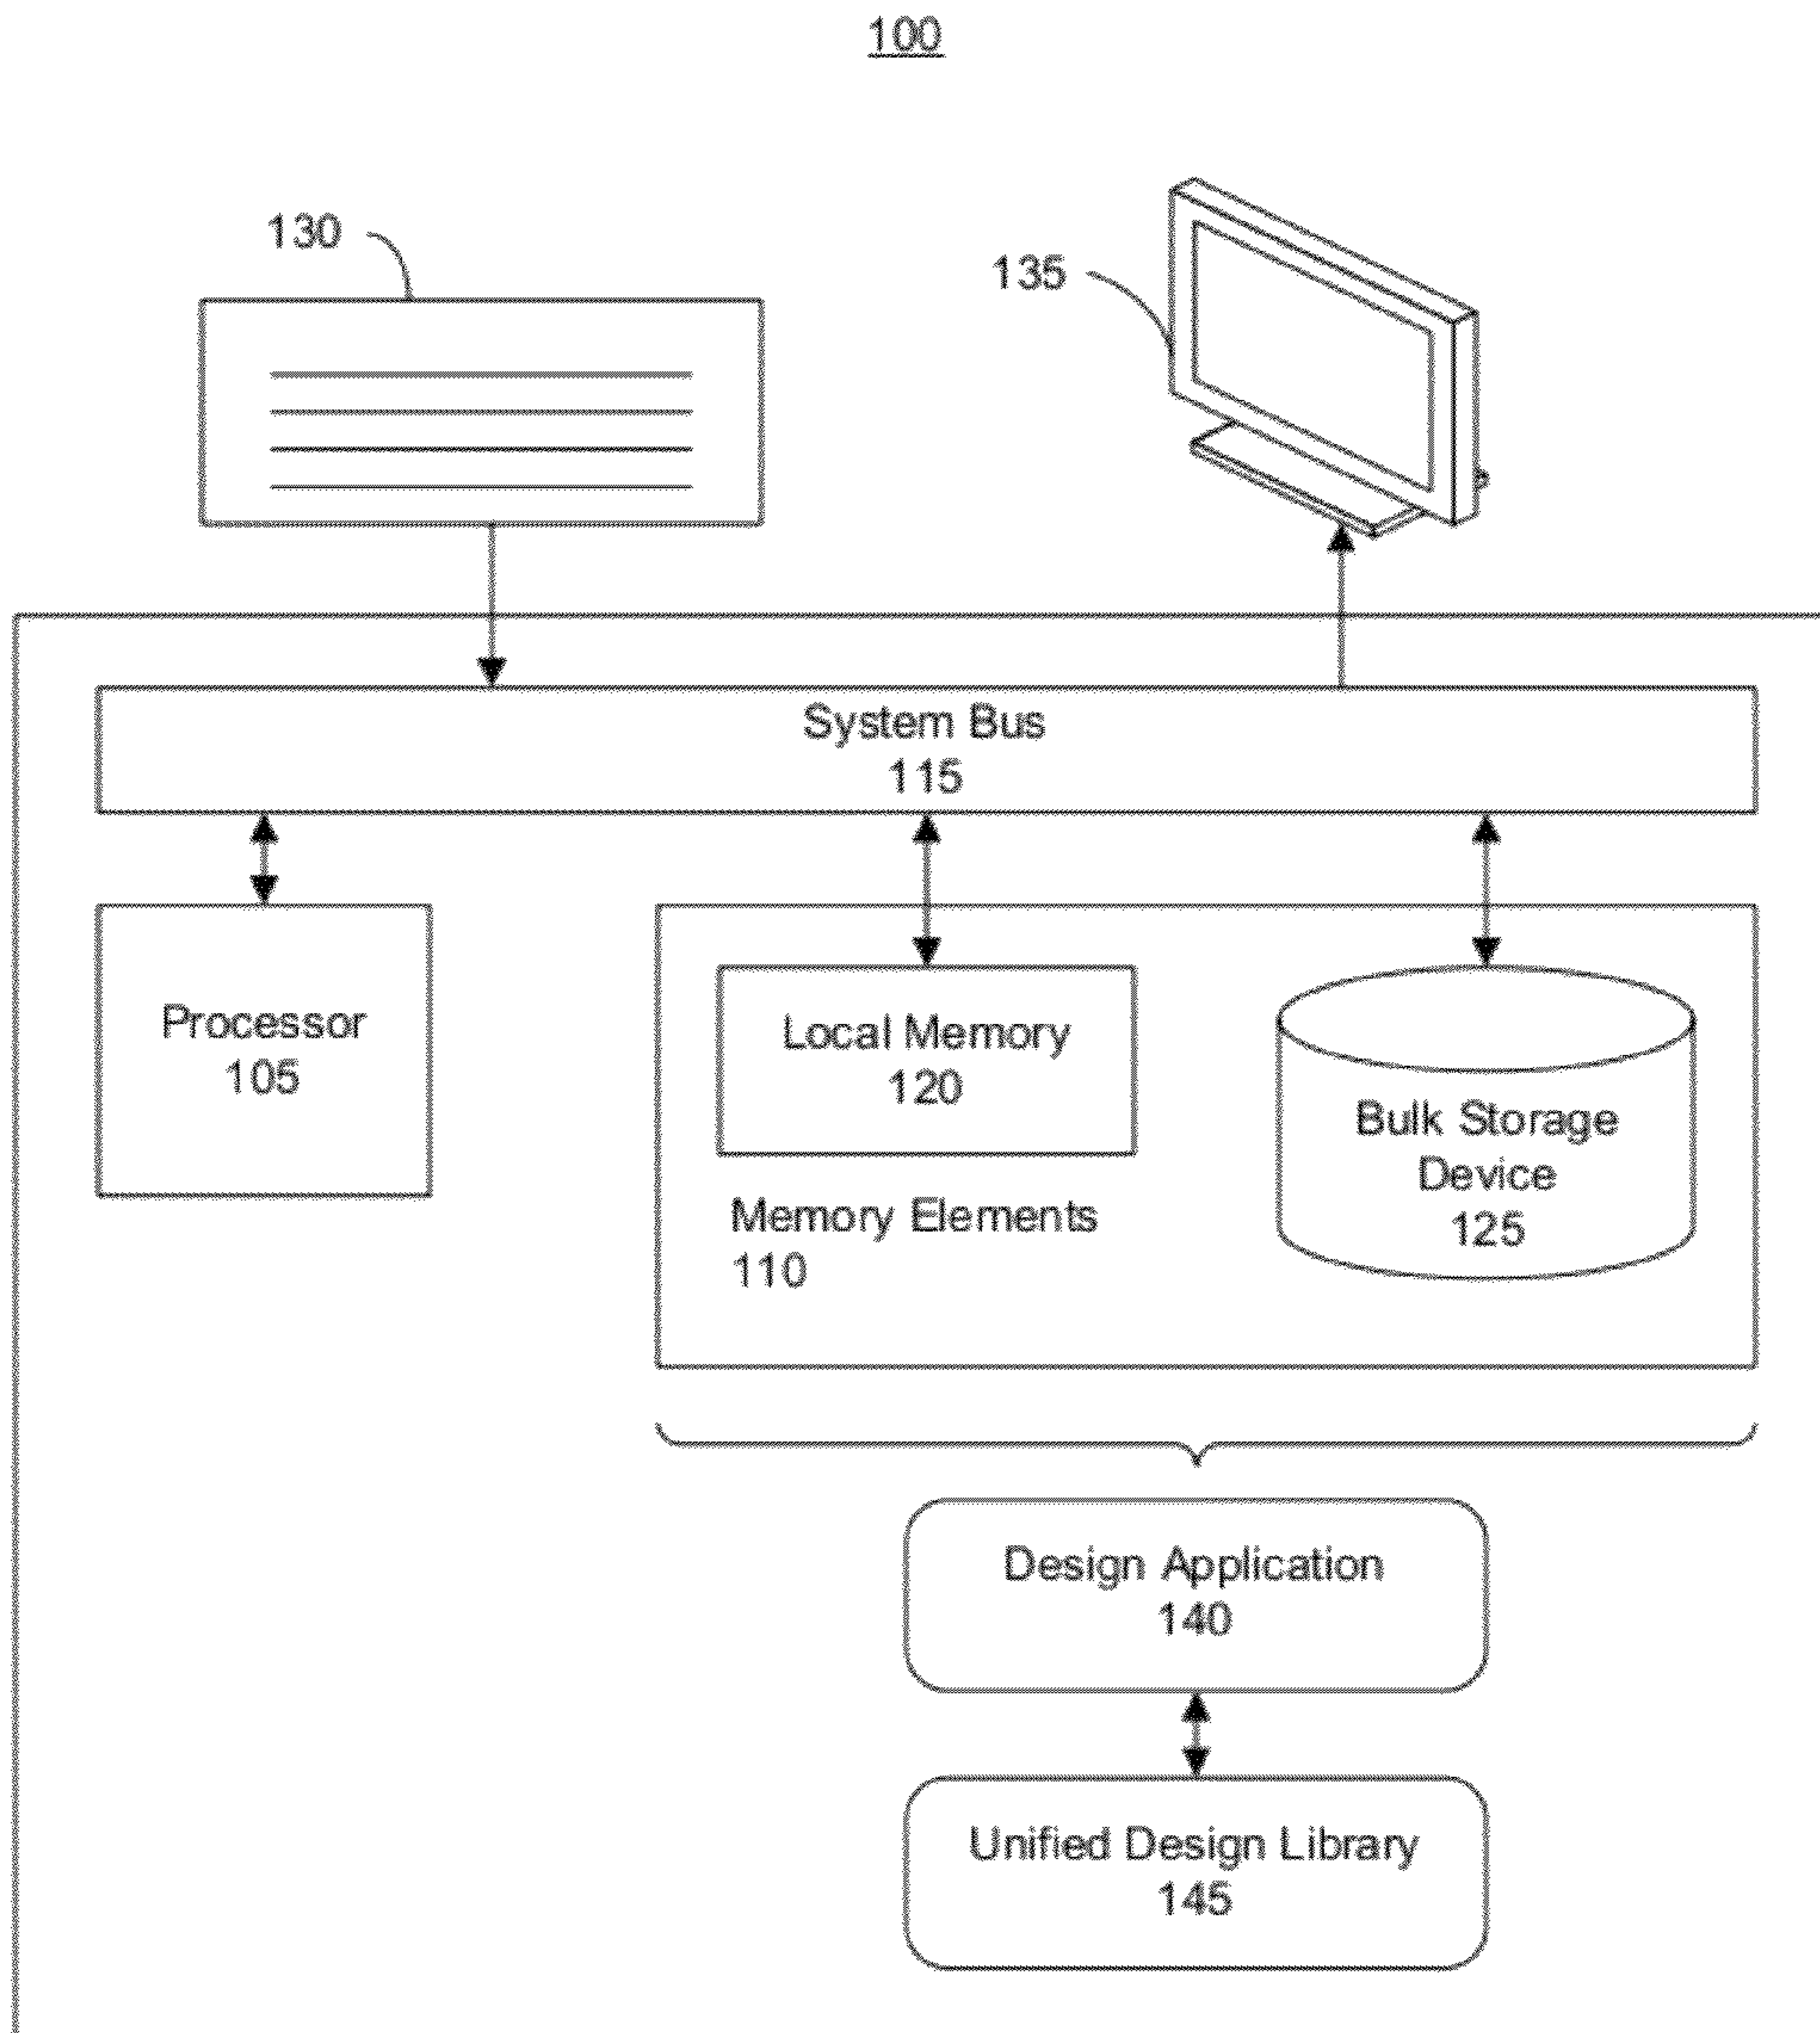 100
130
135
System Bus
115
Processor
105
Local Memory
120
Memory Elements
110
Bulk Storage
Device
125
Design Application
140
Unified Design Library
145